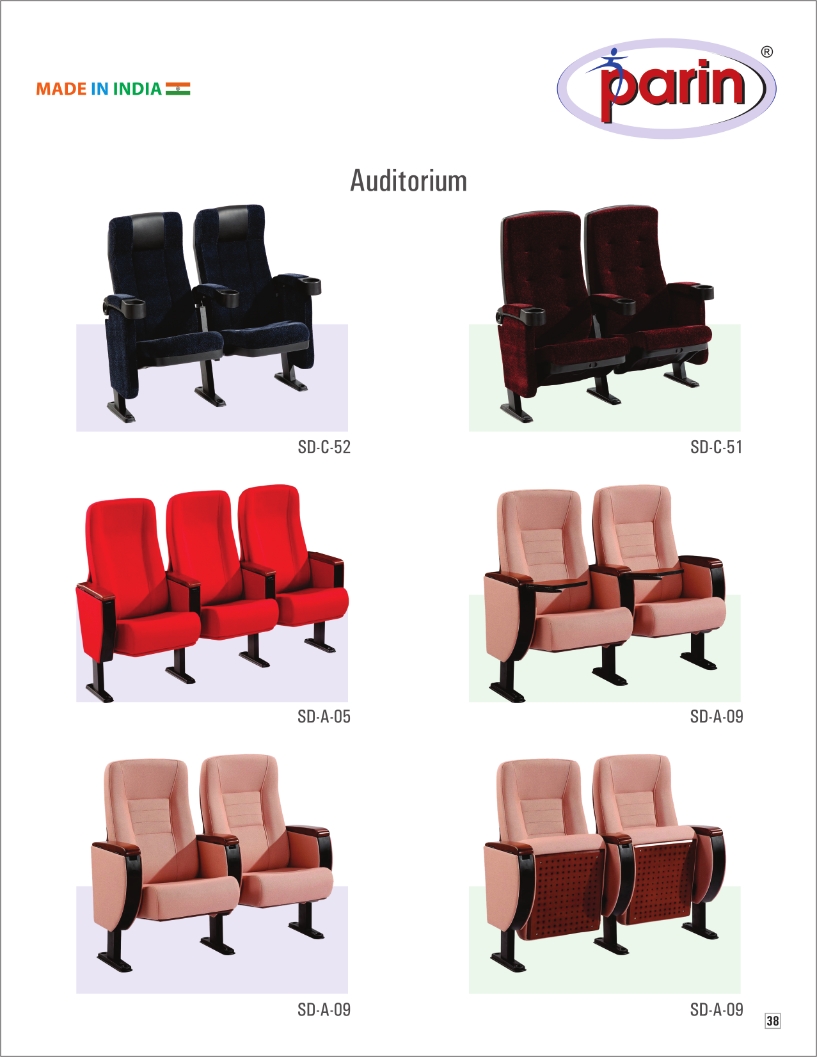 MADE IN INDIA
parin ®
Auditorium
SD-C-52
SD-C-51
SD-A-05
SD-A-09
SD-A-09
SD-A-09
38